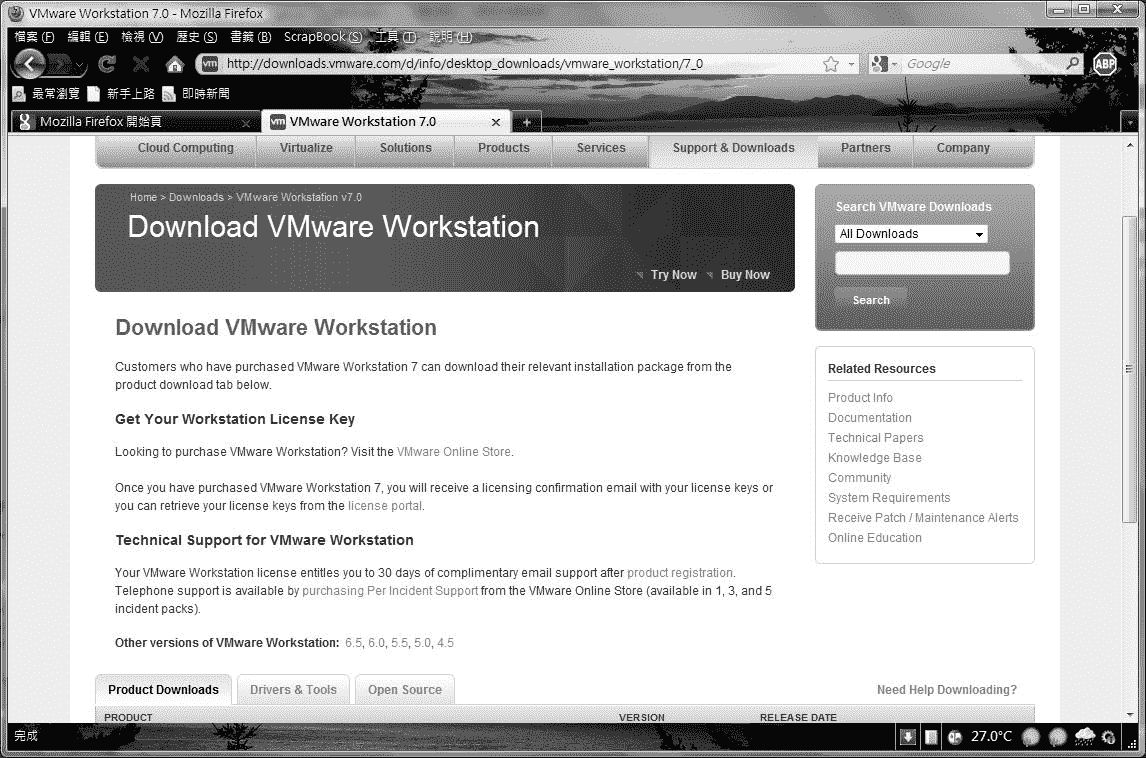 VMware Workstation 7.0 - Mozilla Firefox
檔案 (F) 編輯 (E) 檢視 (V) 歷史 (S) 書籤 (B) ScrapBook (S) 工具 (T) 說明 (H)
vm http://downloads.vmware.com/d/info/desktop_downloads/vmware_workstation/7_0 Google ABP
最常瀏覽 新手上路 即時新聞
Mozilla Firefox 開始頁 vm VMware Workstation 7.0
Cloud Computing Virtualize Solutions Products Services Support & Downloads Partners Company
Home > Downloads > VMware Workstation v7.0
Download VMware Workstation
Try Now Buy Now
Search VMware Downloads
All Downloads
Search
Download VMware Workstation
Customers who have purchased VMware Workstation 7 can download their relevant installation package from the
product download tab below.
Get Your Workstation License Key
Looking to purchase VMware Workstation? Visit the VMware Online Store.
Once you have purchased VMware Workstation 7, you will receive a licensing confirmation email with your license keys or
you can retrieve your license keys from the license portal.
Technical Support for VMware Workstation
Your VMware Workstation license entitles you to 30 days of complimentary email support after product registration.
Telephone support is available by purchasing Per Incident Support from the VMware Online Store (available in 1, 3, and 5
incident packs).
Other versions of VMware Workstation: 6.5, 6.0, 5.5, 5.0, 4.5
Related Resources
Product Info
Documentation
Technical Papers
Knowledge Base
Community
System Requirements
Receive Patch / Maintenance Alerts
Online Education
Product Downloads Drivers & Tools Open Source Need Help Downloading?
PRODUCT VERSION RELEASE DATE
完成 27.0°C